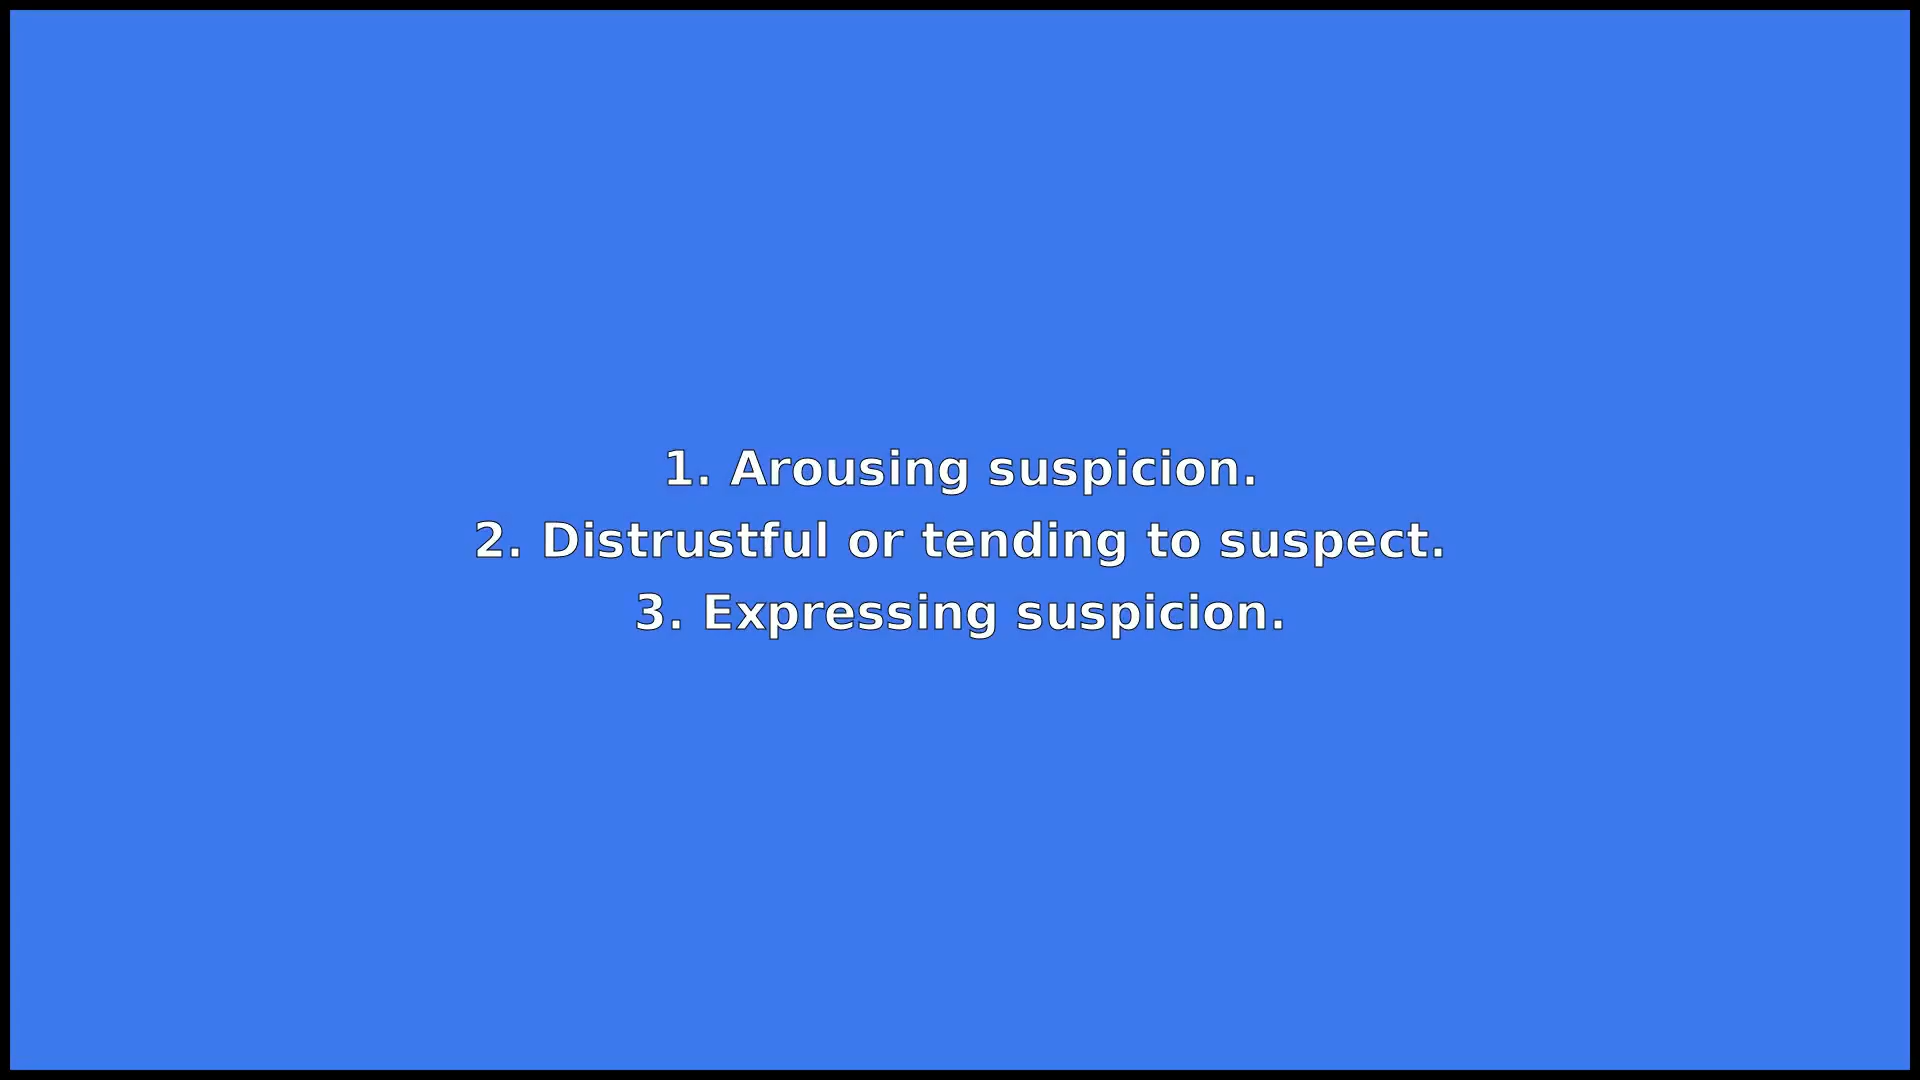 1. Arousing suspicion.
2. Distrustful or tending to suspect.
3. Expressing suspicion.